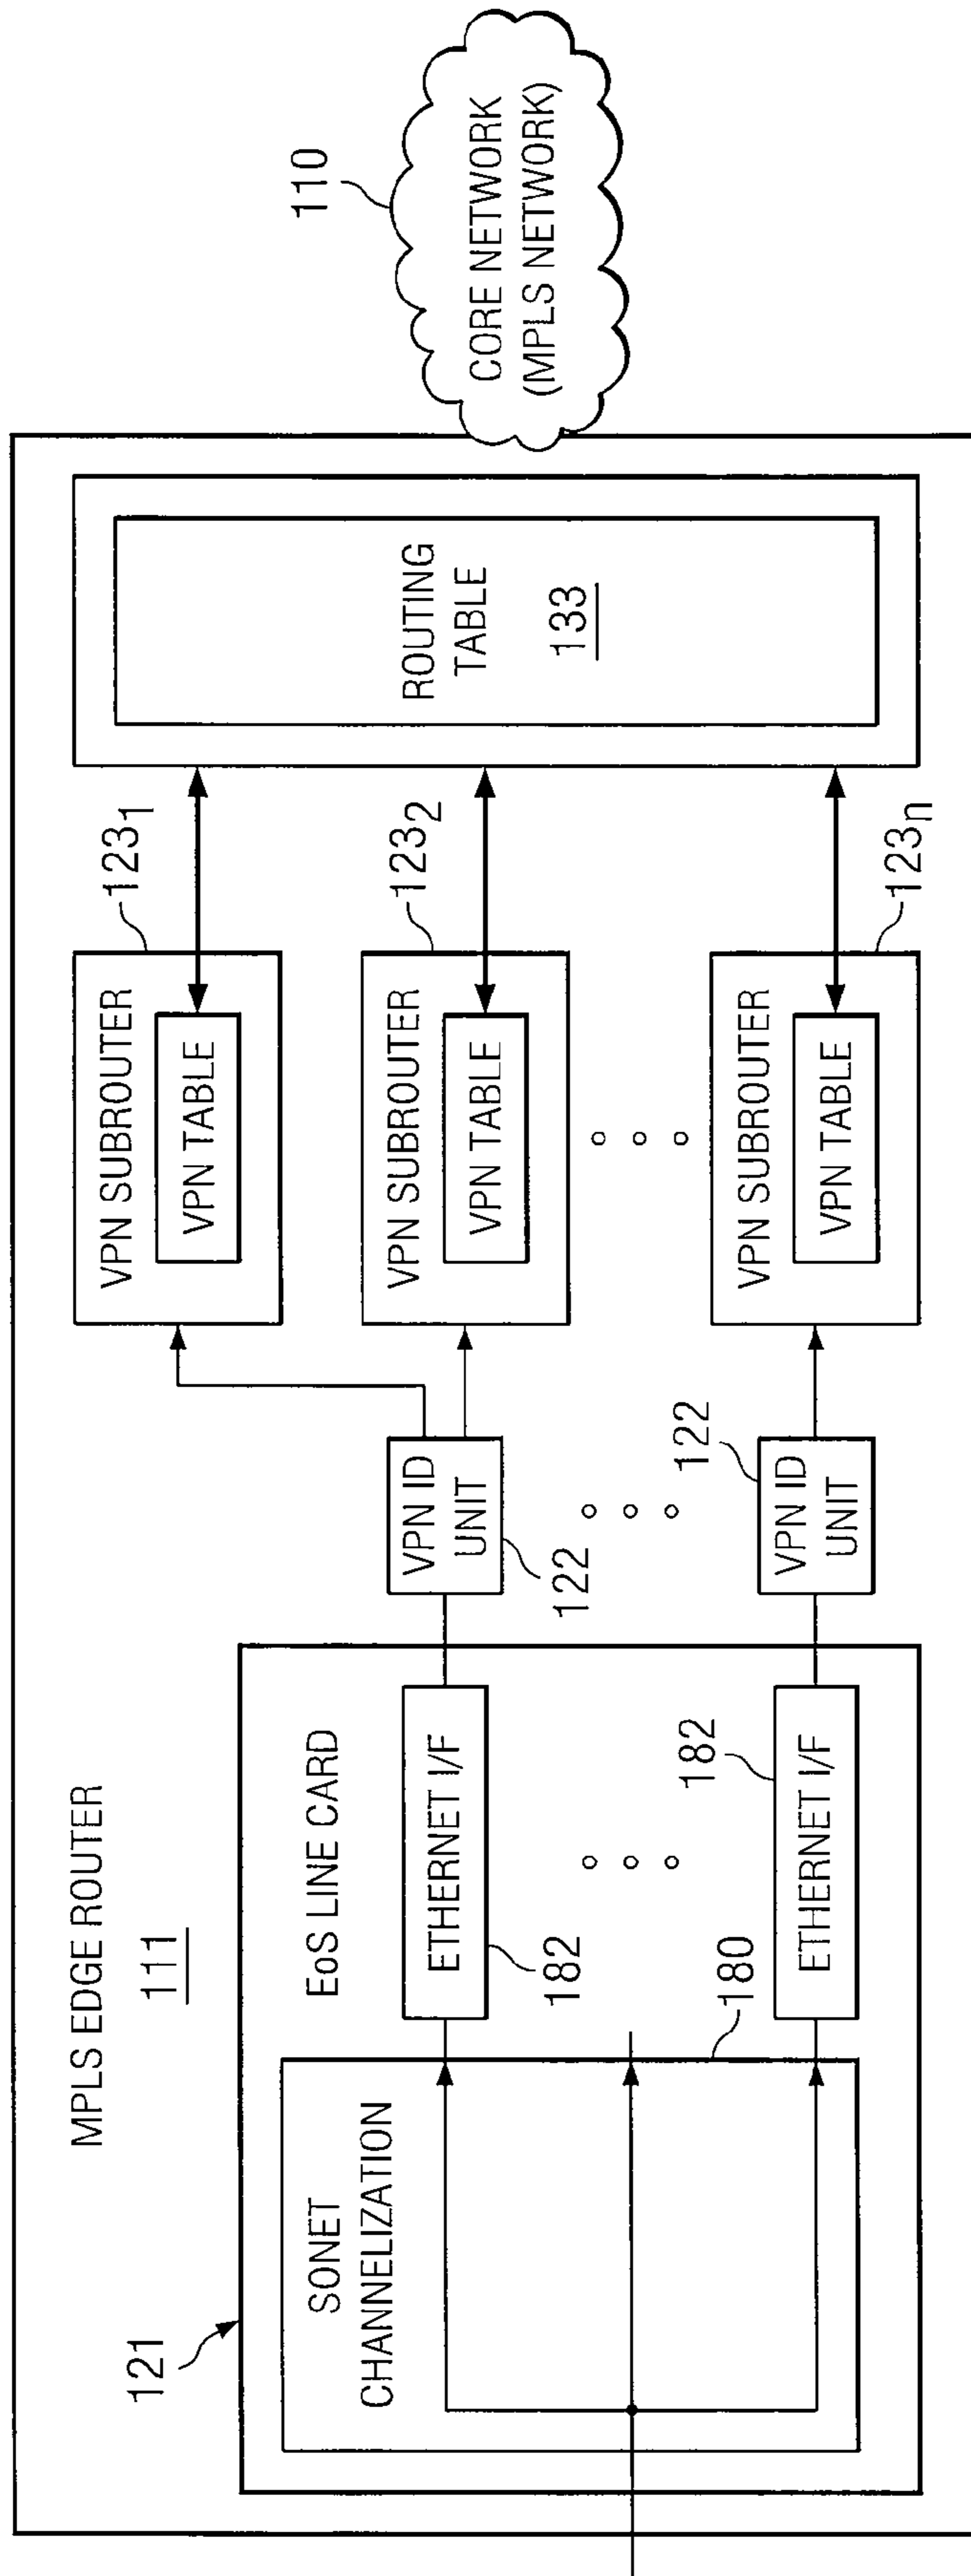 MPLS EDGE ROUTER
111
121
EoS LINE CARD
SONET
CHANNELIZATION
180
ETHERNET I/F
182
ETHERNET I/F
182
VPN ID
UNIT
122
VPN ID
UNIT
122
VPN SUBROUTER
VPN TABLE
123₁
VPN SUBROUTER
VPN TABLE
123₂
VPN SUBROUTER
VPN TABLE
123ₙ
ROUTING
TABLE
133
110
CORE NETWORK
(MPLS NETWORK)